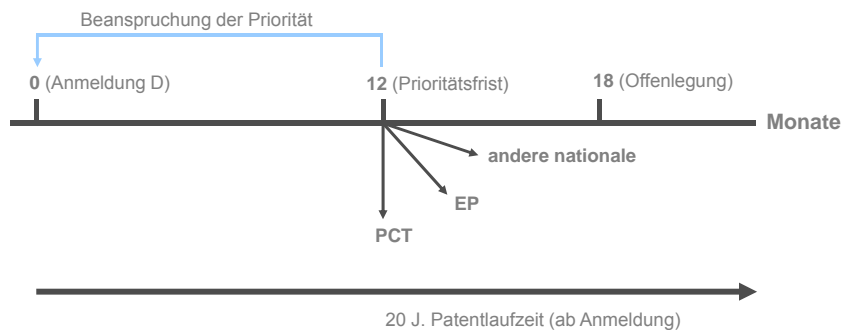 Beanspruchung der Priorität
0 (Anmeldung D)
12 (Prioritätsfrist)
18 (Offenlegung)
Monate
andere nationale
EP
PCT
20 J. Patentlaufzeit (ab Anmeldung)